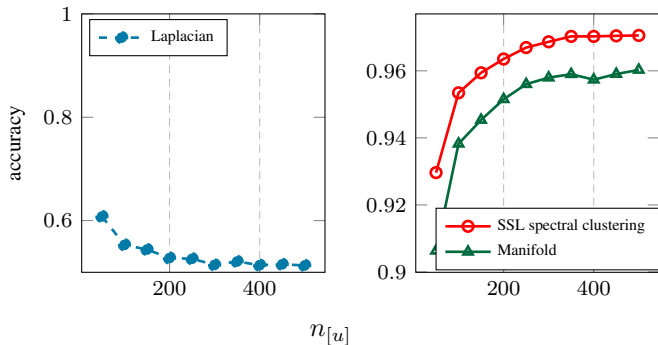 1
0.8
0.6
accuracy
Laplacian
200
400
0.96
0.94
0.92
0.9
SSL spectral clustering
Manifold
200
400
n[u]